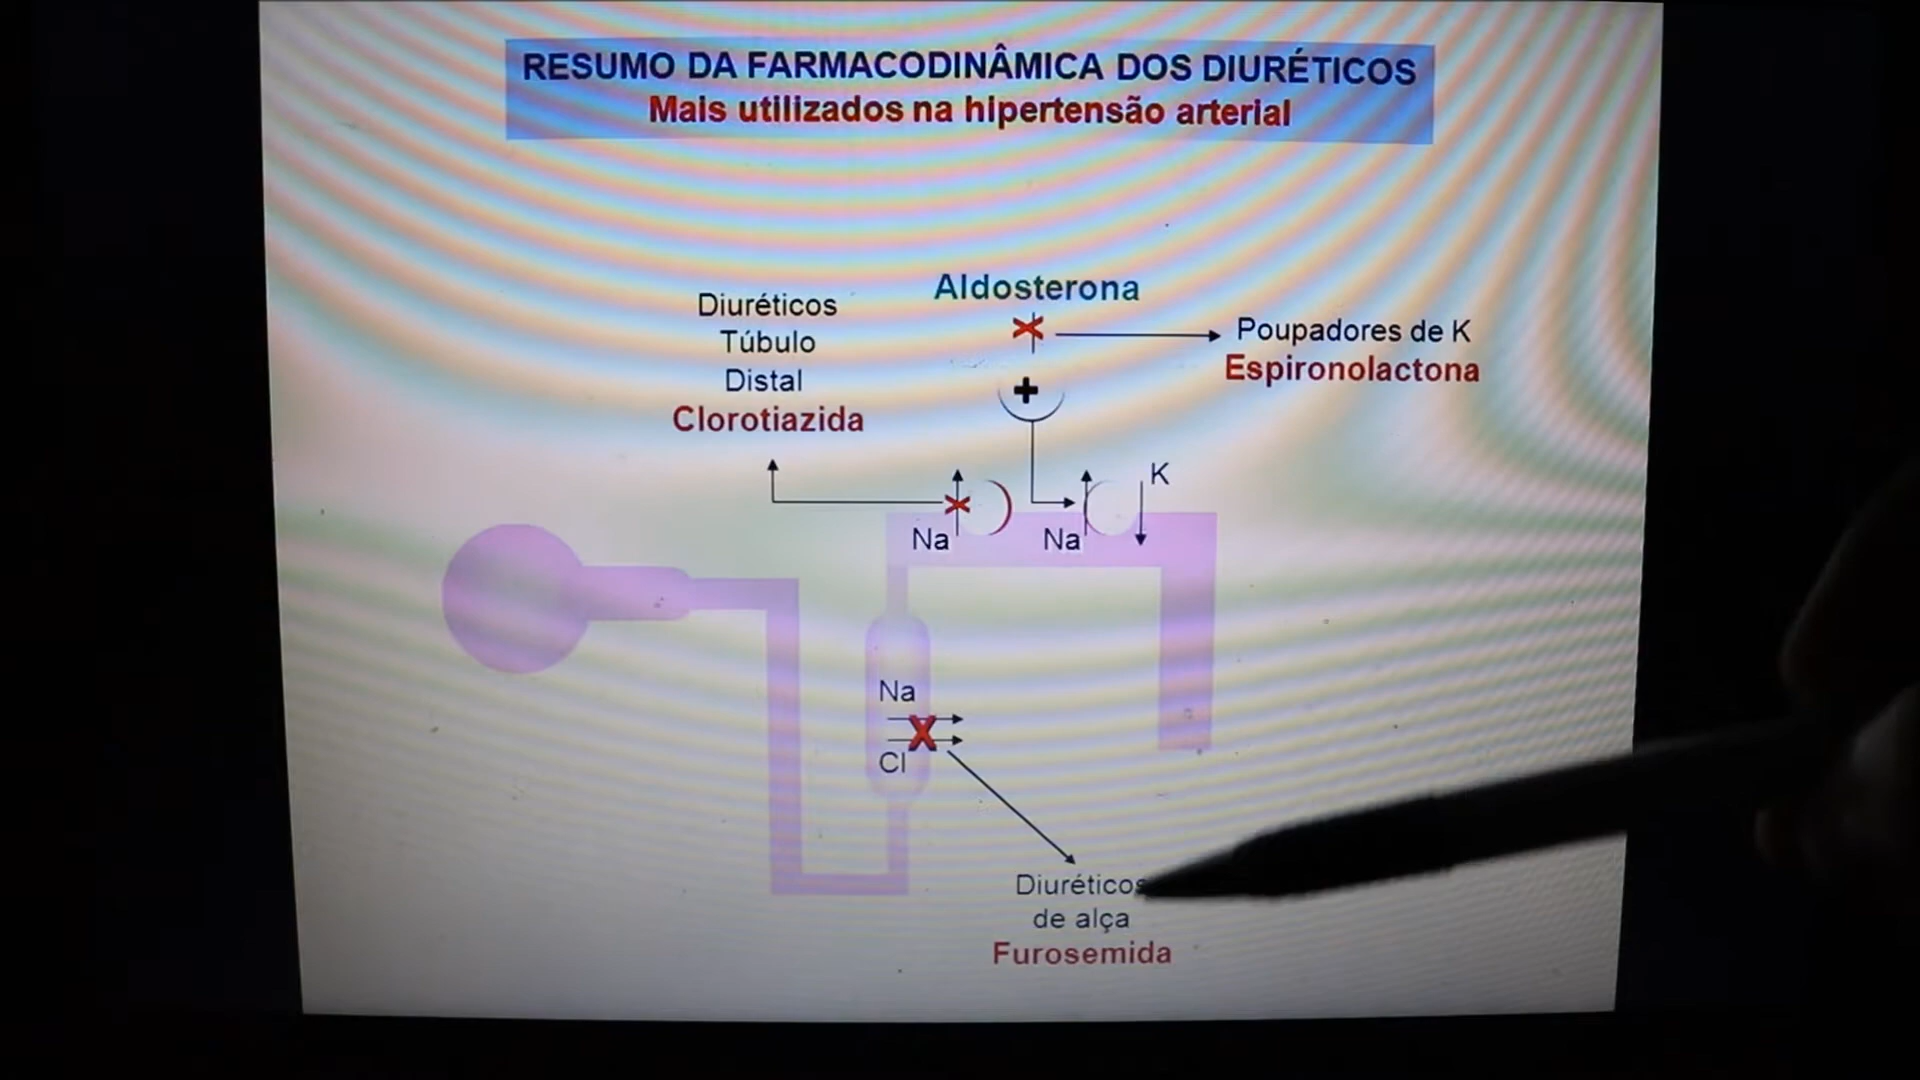 RESUMO DA FARMACODINÂMICA DOS DIURÉTICOS
Mais utilizados na hipertensão arterial
Aldosterona
Diuréticos
Túbulo
Distal
Clorotiazida
Poupadores de K
Espironolactona
+
K
Na
Na
Na
Cl
Diuréticos
de alça
Furosemida